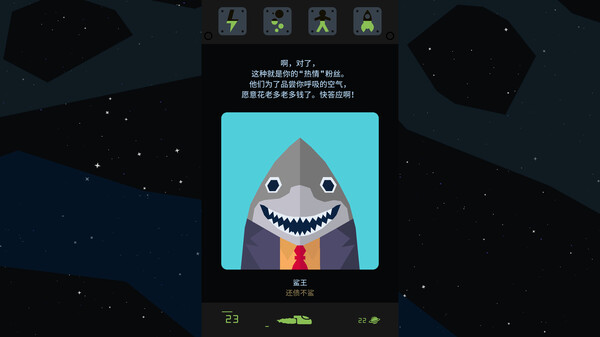 啊，对了，
这种就是你的“热情”粉丝。
他们为了品尝你呼吸的空气，
愿意花老多老多钱了。快答应啊！
鲨王
还债不鲨
23
22